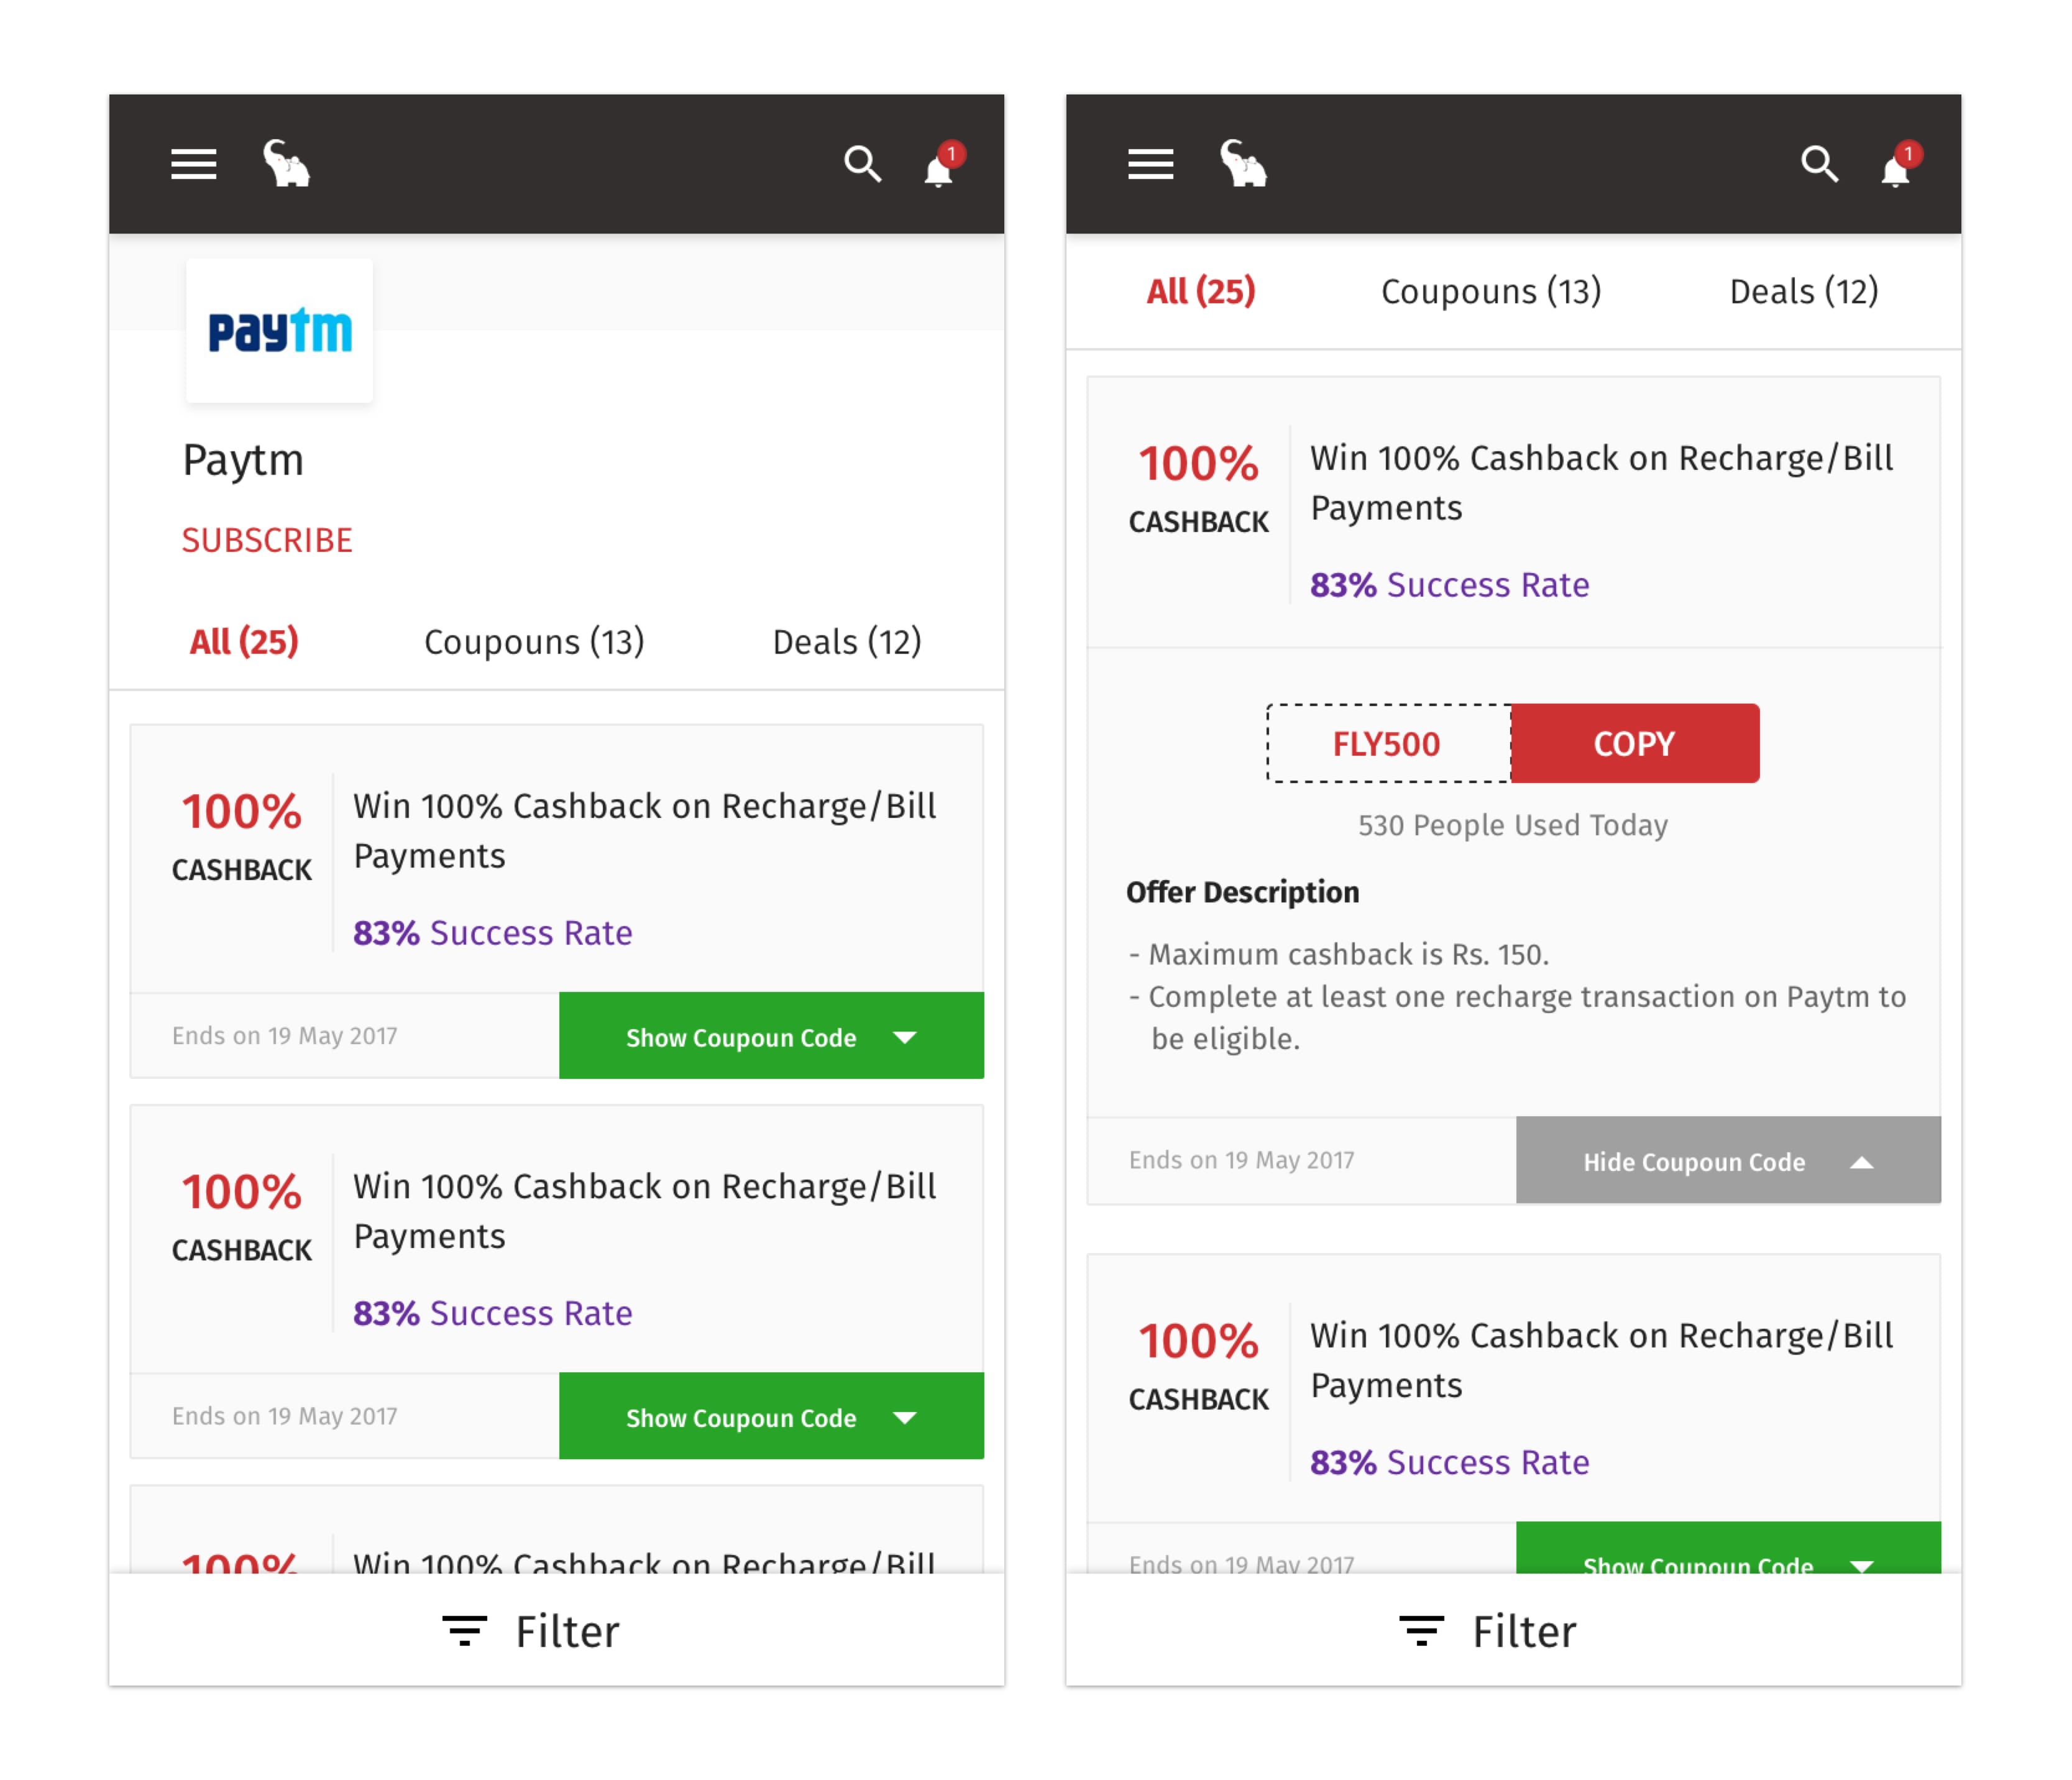 1
paytm
Paytm
SUBSCRIBE
All (25) Coupouns (13) Deals (12)
100% CASHBACK
Win 100% Cashback on Recharge/Bill
Payments
83% Success Rate
Ends on 19 May 2017
Show Coupoun Code
100% CASHBACK
Win 100% Cashback on Recharge/Bill
Payments
83% Success Rate
Ends on 19 May 2017
Show Coupoun Code
100%
Win 100% Cashback on Recharge/Bill
Filter
1
All (25) Coupouns (13) Deals (12)
100% CASHBACK
Win 100% Cashback on Recharge/Bill
Payments
83% Success Rate
FLY500 COPY
530 People Used Today
Offer Description
- Maximum cashback is Rs. 150.
- Complete at least one recharge transaction on Paytm to
be eligible.
Ends on 19 May 2017
Hide Coupoun Code
100% CASHBACK
Win 100% Cashback on Recharge/Bill
Payments
83% Success Rate
Ends on 19 May 2017
Show Coupoun Code
Filter